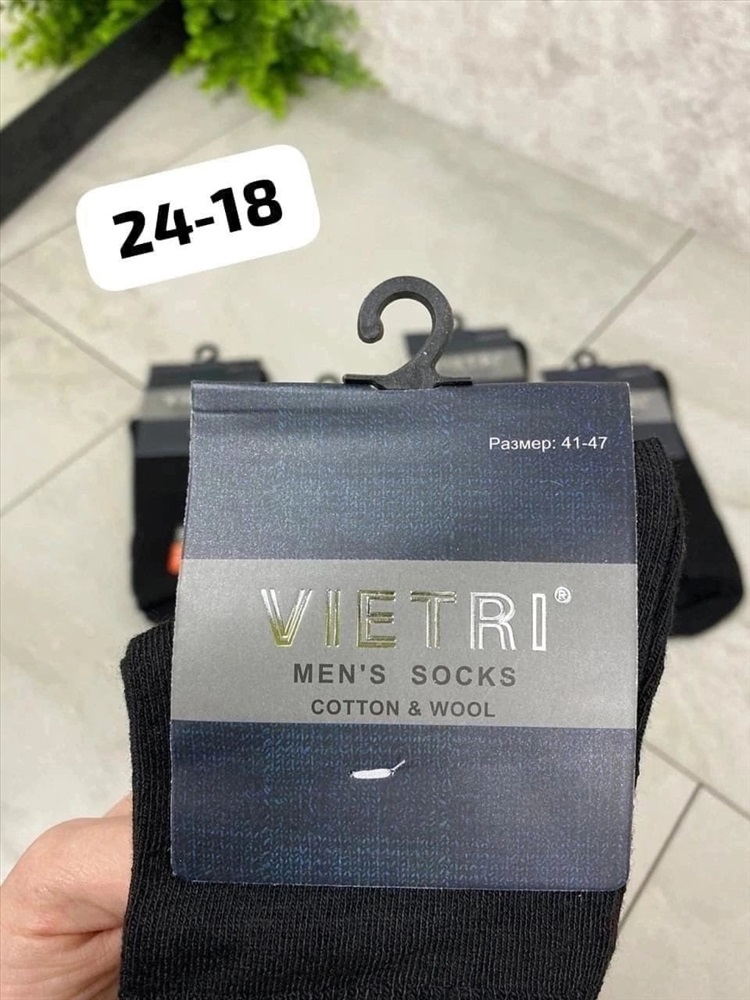 24-18
Размер: 41-47
VIETRI®
MEN'S SOCKS
COTTON & WOOL